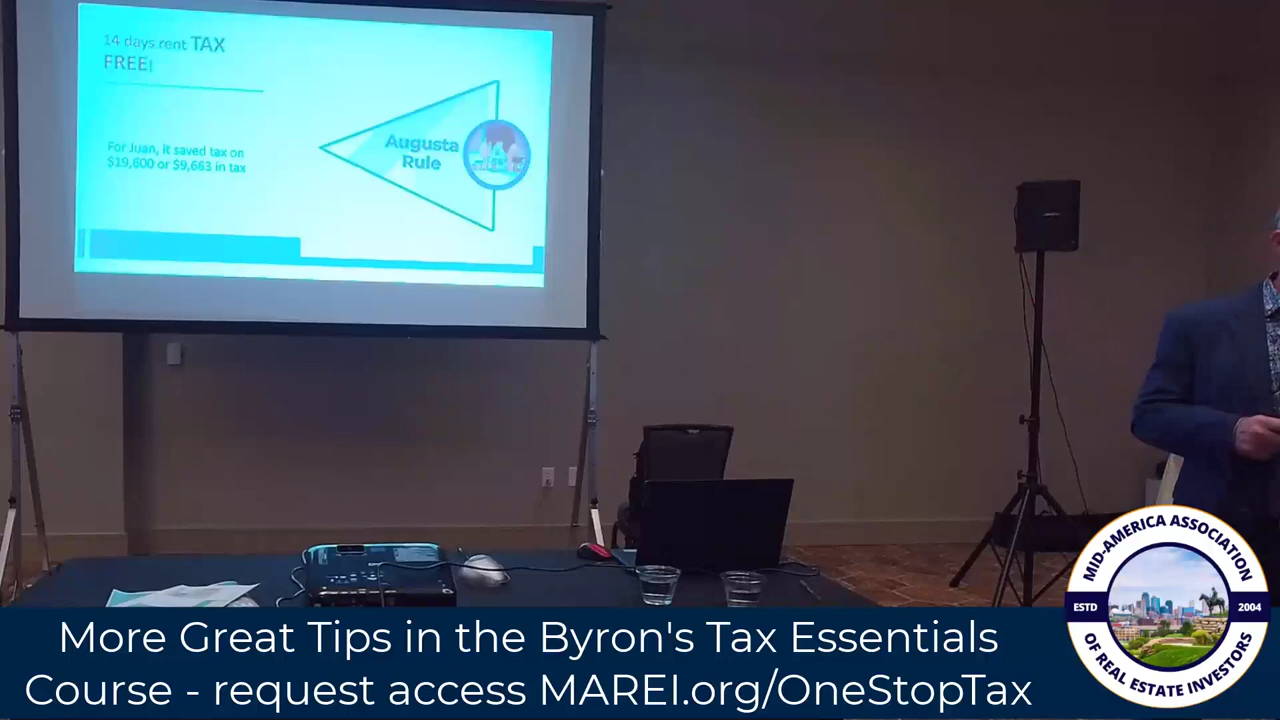 14 days rent TAX
FREE!
For Juan, it saved tax on
$19,600 or $9,663 in tax
Augusta
Rule
More Great Tips in the Byron's Tax Essentials
Course - request access MAREI.org/OneStopTax
MID-AMERICA ASSOCIATION
ESTD 2004
OF REAL ESTATE INVESTORS